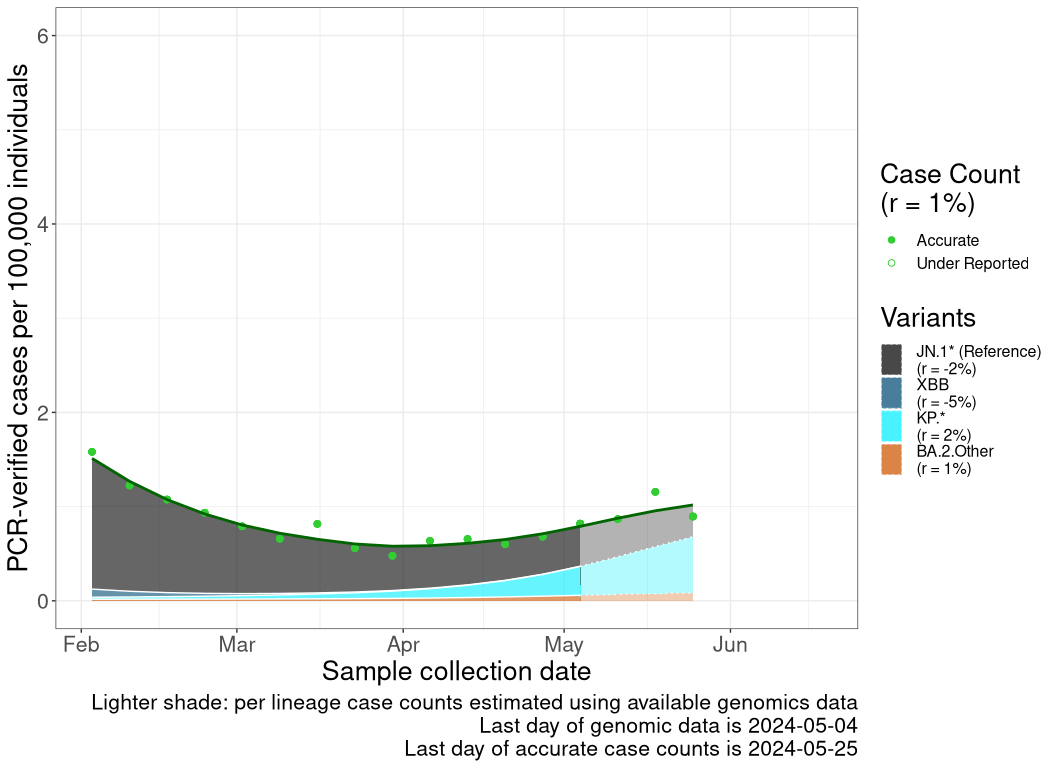 PCR-verified cases per 100,000 individuals
6
4
2
0
Feb
Mar
Apr
May
Jun
Sample collection date
Lighter shade: per lineage case counts estimated using available genomics data
Last day of genomic data is 2024-05-04
Last day of accurate case counts is 2024-05-25
Case Count
(r = 1%)
Accurate
Under Reported
Variants
JN.1* (Reference)
(r = -2%)
XBB
(r = -5%)
KP.*
(r = 2%)
BA.2.Other
(r = 1%)